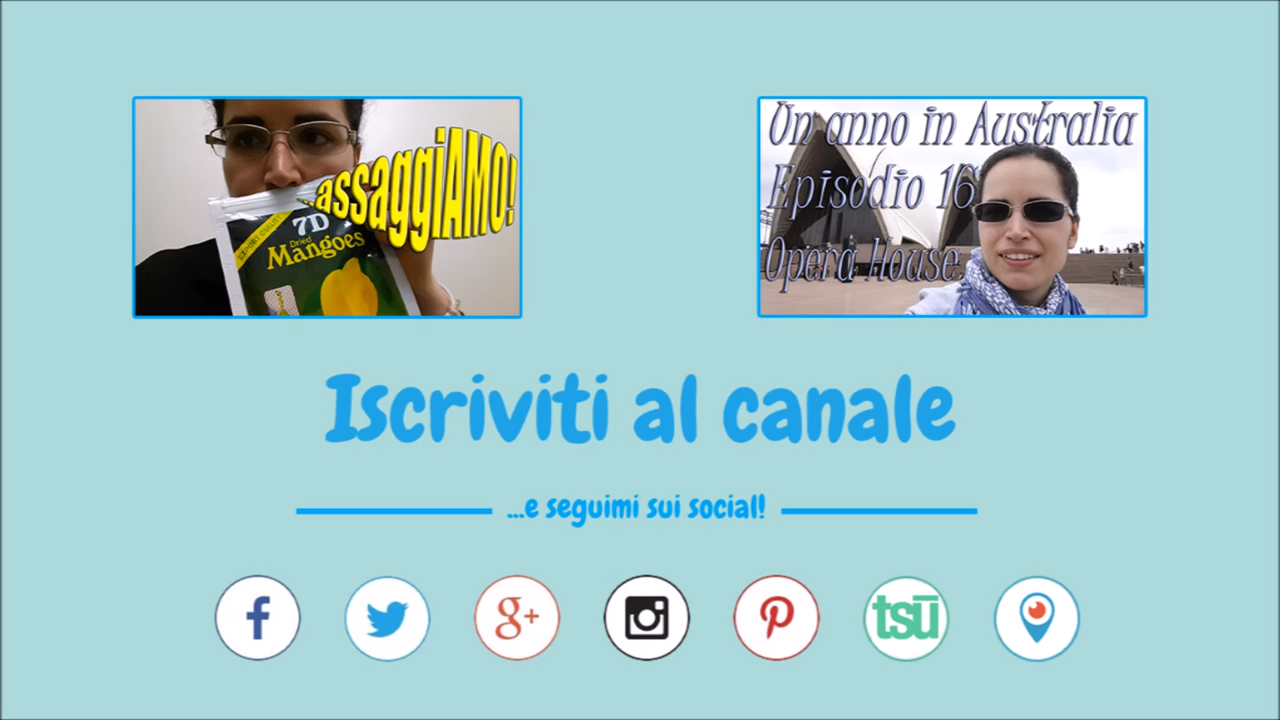 assaggiAMO!
7D
Dried
Mangoes
Un anno in Australia
Episodio 16
Opera House
Iscriviti al canale
...e seguimi sui social!
f
g+
tsū